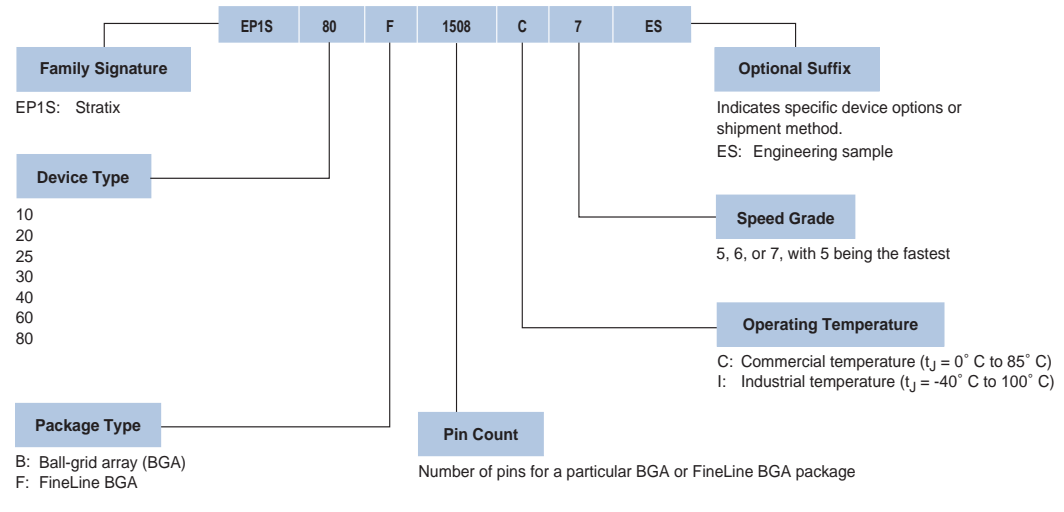 EP1S 80 F 1508 C 7 ES
Family Signature
EP1S: Stratix
Optional Suffix
Indicates specific device options or
shipment method.
ES: Engineering sample
Device Type
10
20
25
30
40
60
80
Speed Grade
5, 6, or 7, with 5 being the fastest
Operating Temperature
C: Commercial temperature (tJ = 0˚ C to 85˚ C)
I: Industrial temperature (tJ = -40˚ C to 100˚ C)
Package Type
B: Ball-grid array (BGA)
F: FineLine BGA
Pin Count
Number of pins for a particular BGA or FineLine BGA package